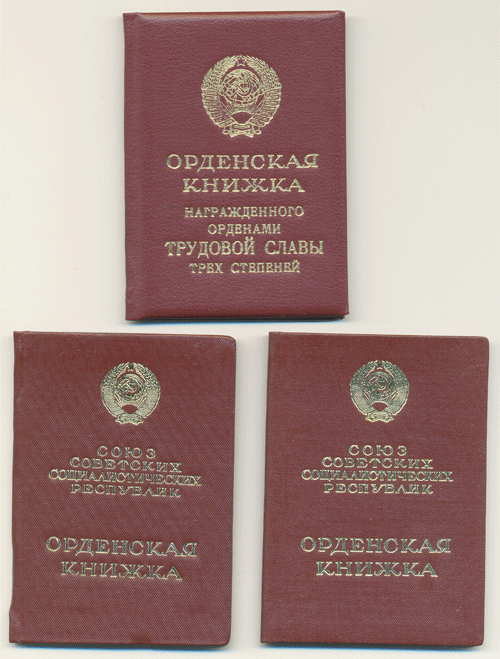 ОРДЕНСКАЯ
КНИЖКА
НАГРАЖДЕННОГО
ОРДЕНАМИ
ТРУДОВОЙ СЛАВЫ
ТРЕХ СТЕПЕНЕЙ
СОЮЗ
СОВЕТСКИХ
СОЦИАЛИСТИЧЕСКИХ
РЕСПУБЛИК
ОРДЕНСКАЯ
КНИЖКА
СОЮЗ
СОВЕТСКИХ
СОЦИАЛИСТИЧЕСКИХ
РЕСПУБЛИК
ОРДЕНСКАЯ
КНИЖКА